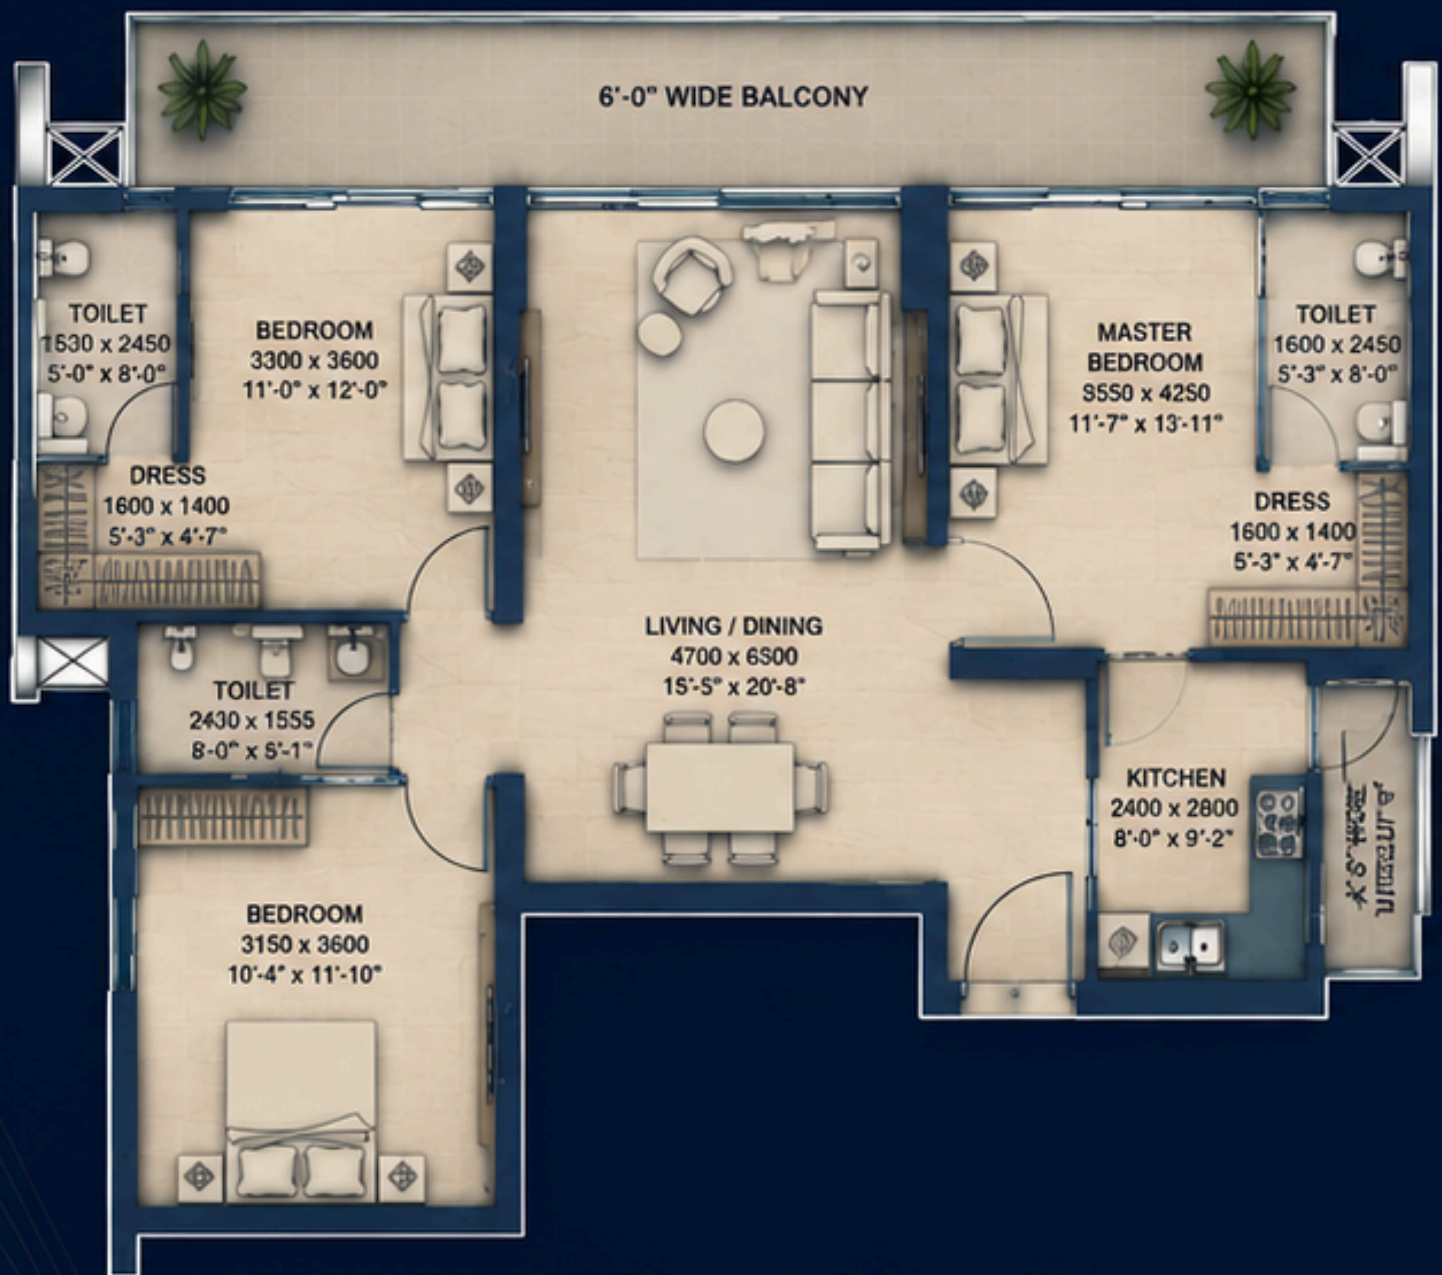 6'-0" WIDE BALCONY
TOILET
1530 x 2450
5'-0" x 8'-0"
BEDROOM
3300 x 3600
11'-0" x 12'-0"
MASTER
BEDROOM
3550 x 4250
11'-7" x 13'-11"
TOILET
1600 x 2450
5'-3" x 8'-0"
DRESS
1600 x 1400
5'-3" x 4'-7"
DRESS
1600 x 1400
5'-3" x 4'-7"
LIVING / DINING
4700 x 6300
15'-5" x 20'-8"
TOILET
2430 x 1555
8'-0" x 5'-1"
KITCHEN
2400 x 2800
8'-0" x 9'-2"
BEDROOM
3150 x 3600
10'-4" x 11'-10"